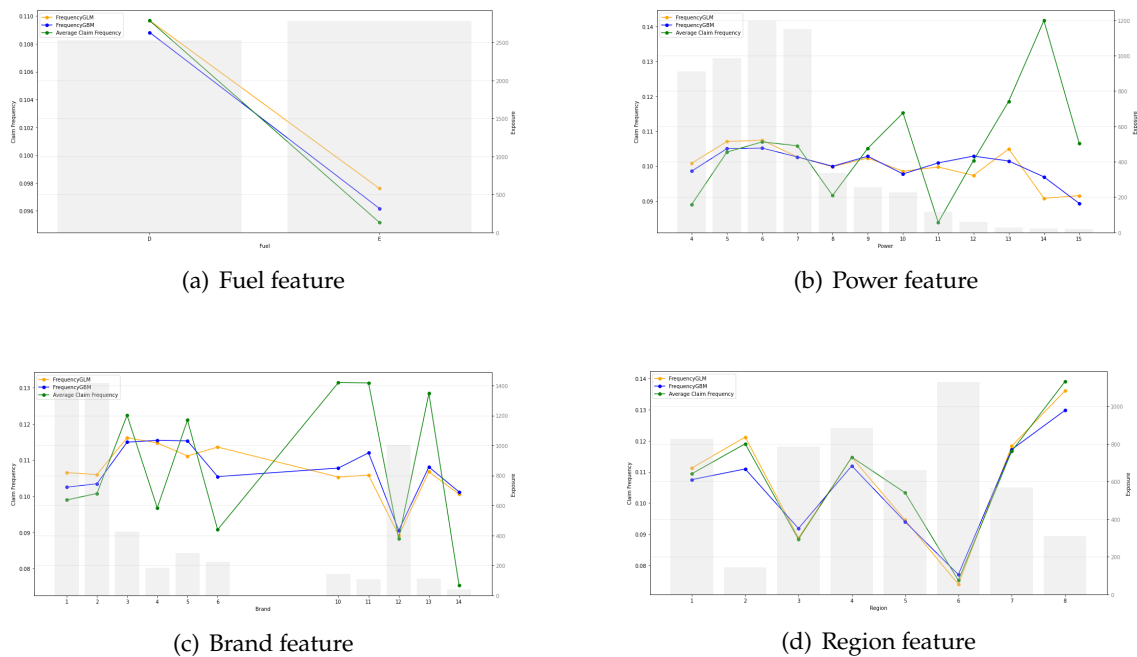 FrequencyGLM
FrequencyGBM
Average Claim Frequency
0.110
0.108
0.106
0.104
0.102
0.100
0.098
0.096
Claim Frequency
2500
2000
1500
1000
500
0
Exposure
D E
Fuel
(a) Fuel feature
FrequencyGLM
FrequencyGBM
Average Claim Frequency
0.14
0.13
0.12
0.11
0.10
0.09
Claim Frequency
1200
1000
800
600
400
200
0
Exposure
4 5 6 7 8 9 10 11 12 13 14 15
Power
(b) Power feature
FrequencyGLM
FrequencyGBM
Average Claim Frequency
0.13
0.12
0.11
0.10
0.09
0.08
Claim Frequency
1400
1200
1000
800
600
400
200
0
Exposure
1 2 3 4 5 6 10 11 12 13 14
Brand
(c) Brand feature
FrequencyGLM
FrequencyGBM
Average Claim Frequency
0.14
0.13
0.12
0.11
0.10
0.09
0.08
Claim Frequency
1000
800
600
400
200
0
Exposure
1 2 3 4 5 6 7 8
Region
(d) Region feature